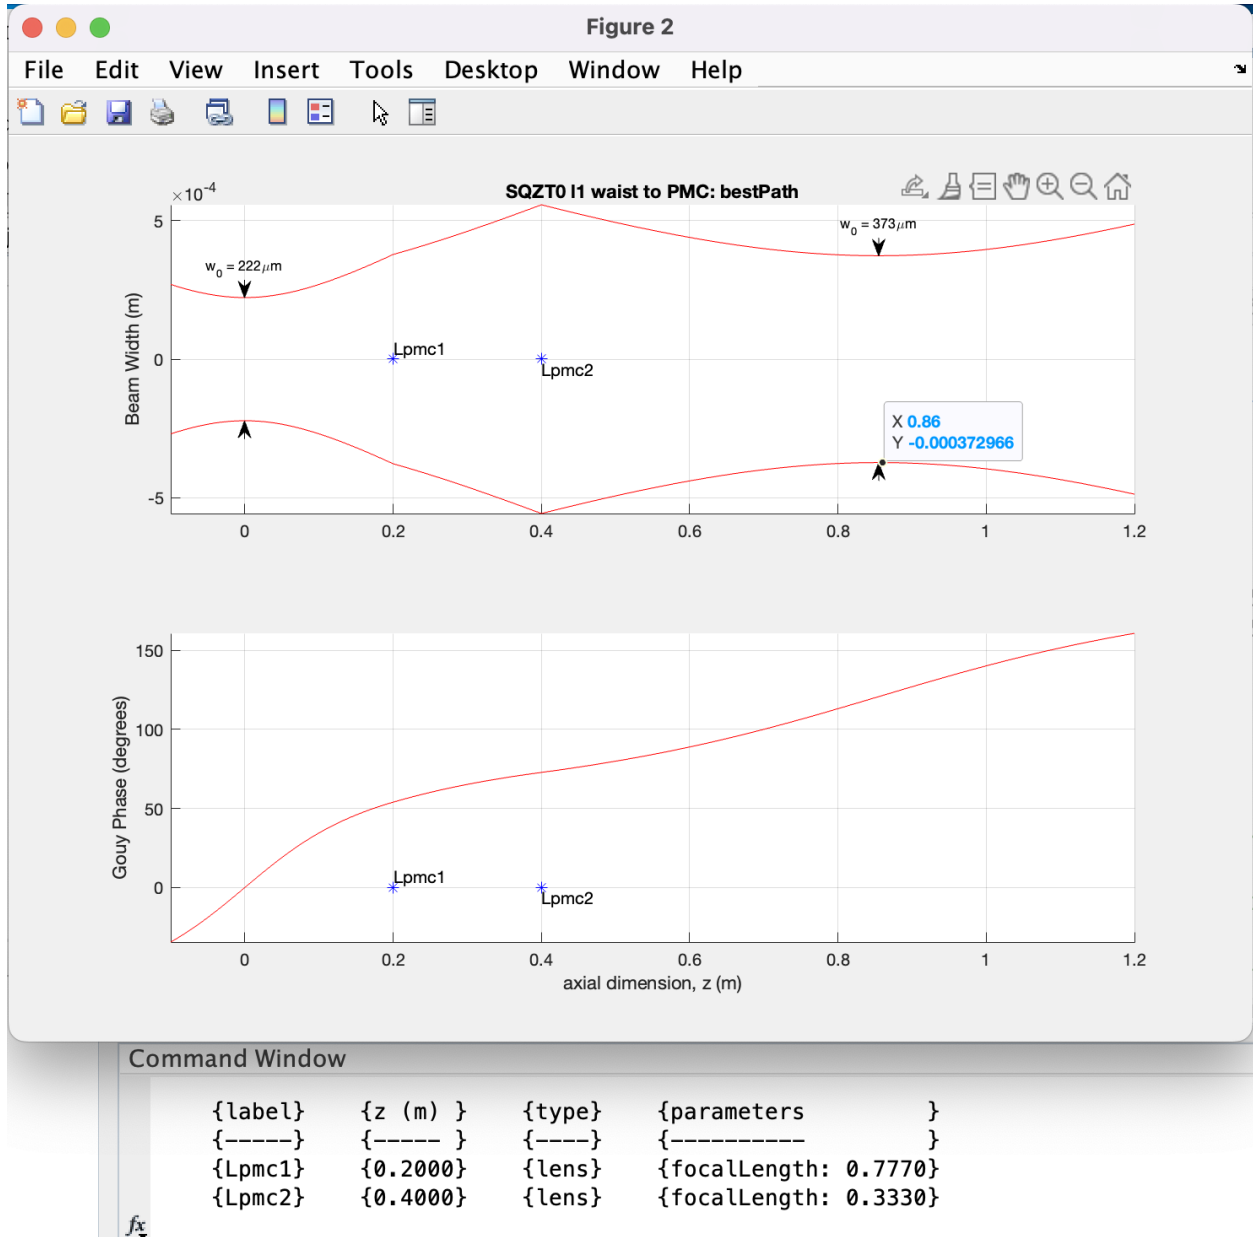 Figure 2
File Edit View Insert Tools Desktop Window Help
×10-4
SQZT0 l1 waist to PMC: bestPath
w0 = 373μm
w0 = 222μm
5
0
-5
Beam Width (m)
Lpmc1
Lpmc2
X 0.86
Y -0.000372966
0 0.2 0.4 0.6 0.8 1 1.2
150
100
50
0
Gouy Phase (degrees)
Lpmc1
Lpmc2
0 0.2 0.4 0.6 0.8 1 1.2
axial dimension, z (m)
Command Window
{label} {z (m) } {type} {parameters }
{-----} {----- } {----} {---------- }
{Lpmc1} {0.2000} {lens} {focalLength: 0.7770}
{Lpmc2} {0.4000} {lens} {focalLength: 0.3330}
fx